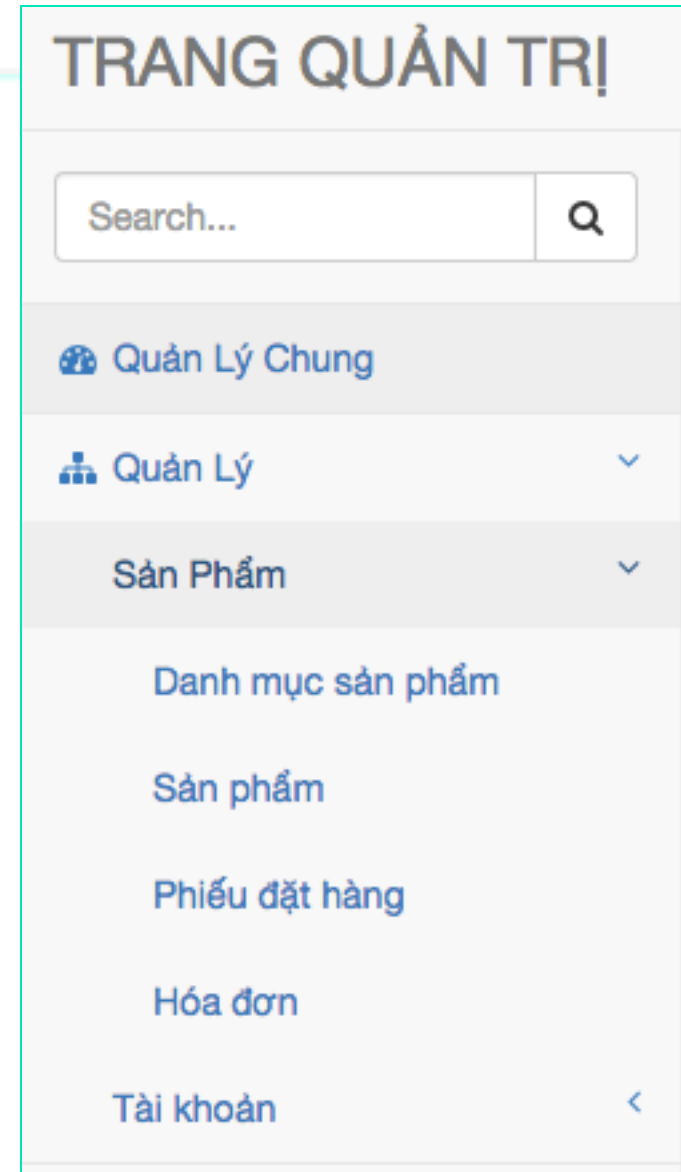 TRANG QUẢN TRỊ
Search...
Quản Lý Chung
Quản Lý
Sản Phẩm
Danh mục sản phẩm
Sản phẩm
Phiếu đặt hàng
Hóa đơn
Tài khoản